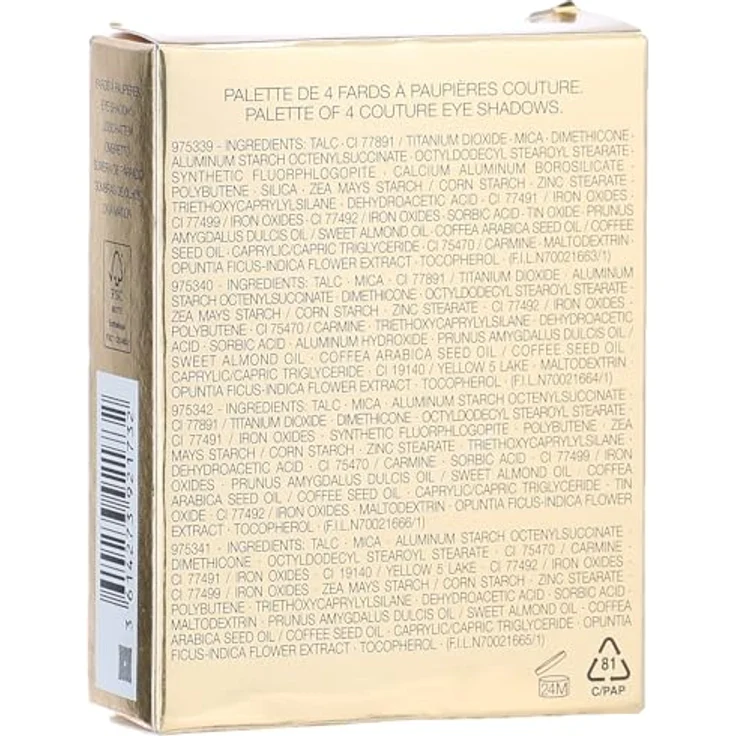 PALETTE DE 4 FARDS À PAUPIÈRES COUTURE.
PALETTE OF 4 COUTURE EYE SHADOWS.
975339 - INGREDIENTS: TALC · CI 77891 / TITANIUM DIOXIDE · MICA · DIMETHICONE ·
ALUMINUM STARCH OCTENYLSUCCINATE · OCTYLDODECYL STEAROYL STEARATE ·
SYNTHETIC FLUORPHLOGOPITE · CALCIUM ALUMINUM BOROSILICATE ·
POLYBUTENE · SILICA · ZEA MAYS STARCH / CORN STARCH · ZINC STEARATE ·
TRIETHOXYCAPRYLYLSILANE · DEHYDROACETIC ACID · CI 77491 / IRON OXIDES ·
CI 77499 / IRON OXIDES · CI 77492 / IRON OXIDES · SORBIC ACID · TIN OXIDE · PRUNUS
AMYGDALUS DULCIS OIL / SWEET ALMOND OIL · COFFEA ARABICA SEED OIL / COFFEE
SEED OIL · CAPRYLIC/CAPRIC TRIGLYCERIDE · CI 75470 / CARMINE · MALTODEXTRIN ·
OPUNTIA FICUS-INDICA FLOWER EXTRACT · TOCOPHEROL · (F.I.L.N70021663/1)
975340 - INGREDIENTS: TALC · MICA · CI 77891 / TITANIUM DIOXIDE · ALUMINUM
STARCH OCTENYLSUCCINATE · DIMETHICONE · OCTYLDODECYL STEAROYL STEARATE ·
ZEA MAYS STARCH / CORN STARCH · ZINC STEARATE · CI 77492 / IRON OXIDES ·
POLYBUTENE · CI 75470 / CARMINE · TRIETHOXYCAPRYLYLSILANE · DEHYDROACETIC
ACID · SORBIC ACID · ALUMINUM HYDROXIDE · PRUNUS AMYGDALUS DULCIS OIL /
SWEET ALMOND OIL · COFFEA ARABICA SEED OIL / COFFEE SEED OIL ·
CAPRYLIC/CAPRIC TRIGLYCERIDE · CI 19140 / YELLOW 5 LAKE · MALTODEXTRIN ·
OPUNTIA FICUS-INDICA FLOWER EXTRACT · TOCOPHEROL · (F.I.L.N70021664/1)
975342 - INGREDIENTS: TALC · MICA · ALUMINUM STARCH OCTENYLSUCCINATE ·
CI 77891 / TITANIUM DIOXIDE · DIMETHICONE · OCTYLDODECYL STEAROYL STEARATE ·
CI 77491 / IRON OXIDES · SYNTHETIC FLUORPHLOGOPITE · POLYBUTENE · ZEA
MAYS STARCH / CORN STARCH · ZINC STEARATE · TRIETHOXYCAPRYLYLSILANE ·
DEHYDROACETIC ACID · CI 75470 / CARMINE · SORBIC ACID · CI 77499 / IRON
OXIDES · PRUNUS AMYGDALUS DULCIS OIL / SWEET ALMOND OIL · COFFEA
ARABICA SEED OIL / COFFEE SEED OIL · CAPRYLIC/CAPRIC TRIGLYCERIDE · TIN
OXIDE · CI 77492 / IRON OXIDES · MALTODEXTRIN · OPUNTIA FICUS-INDICA FLOWER
EXTRACT · TOCOPHEROL · (F.I.L.N70021666/1)
975341 - INGREDIENTS: TALC · MICA · ALUMINUM STARCH OCTENYLSUCCINATE ·
DIMETHICONE · OCTYLDODECYL STEAROYL STEARATE · CI 75470 / CARMINE ·
CI 77491 / IRON OXIDES · CI 19140 / YELLOW 5 LAKE · CI 77492 / IRON OXIDES ·
CI 77499 / IRON OXIDES · ZEA MAYS STARCH / CORN STARCH · ZINC STEARATE ·
POLYBUTENE · TRIETHOXYCAPRYLYLSILANE · DEHYDROACETIC ACID · SORBIC ACID ·
MALTODEXTRIN · PRUNUS AMYGDALUS DULCIS OIL / SWEET ALMOND OIL · COFFEA
ARABICA SEED OIL / COFFEE SEED OIL · CAPRYLIC/CAPRIC TRIGLYCERIDE · OPUNTIA
FICUS-INDICA FLOWER EXTRACT · TOCOPHEROL · (F.I.L.N70021665/1)
24M
81
C/PAP
FARDS À PAUPIÈRES
EYE SHADOWS
FSC
3 614273 921732